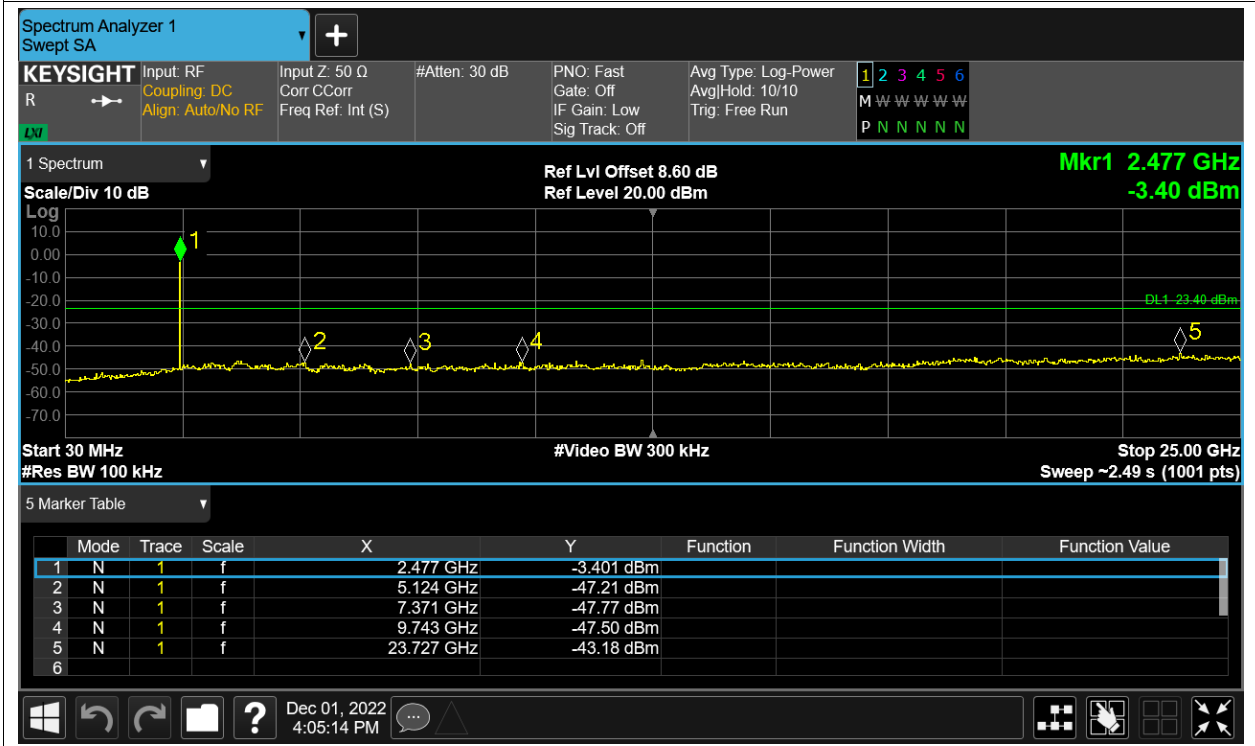 Spectrum Analyzer 1
Swept SA
+
KEYSIGHT
R
LXI
Input: RF
Coupling: DC
Align: Auto/No RF
Input Z: 50 Ω
Corr CCorr
Freq Ref: Int (S)
#Atten: 30 dB
PNO: Fast
Gate: Off
IF Gain: Low
Sig Track: Off
Avg Type: Log-Power
Avg|Hold: 10/10
Trig: Free Run
1 2 3 4 5 6
M W W W W W
P N N N N N
1 Spectrum
Scale/Div 10 dB
Ref Lvl Offset 8.60 dB
Ref Level 20.00 dBm
Mkr1 2.477 GHz
-3.40 dBm
Log
10.0
0.00
-10.0
-20.0
-30.0
-40.0
-50.0
-60.0
-70.0
1
2
3
4
5
DL1 -23.40 dBm
Start 30 MHz
#Video BW 300 kHz
Stop 25.00 GHz
#Res BW 100 kHz
Sweep ~2.49 s (1001 pts)
5 Marker Table
Mode Trace Scale X Y Function Function Width Function Value
1 N 1 f 2.477 GHz -3.401 dBm
2 N 1 f 5.124 GHz -47.21 dBm
3 N 1 f 7.371 GHz -47.77 dBm
4 N 1 f 9.743 GHz -47.50 dBm
5 N 1 f 23.727 GHz -43.18 dBm
6
?
Dec 01, 2022
4:05:14 PM